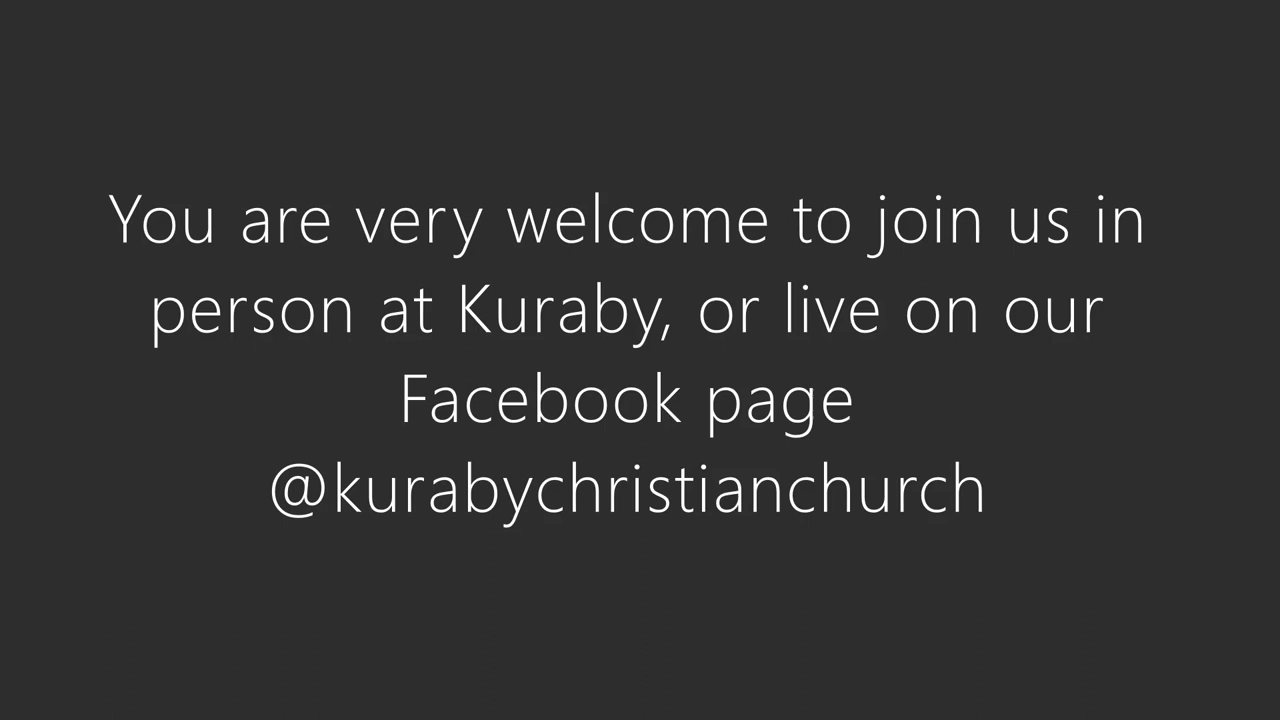 You are very welcome to join us in
person at Kuraby, or live on our
Facebook page
@kurabychristianchurch